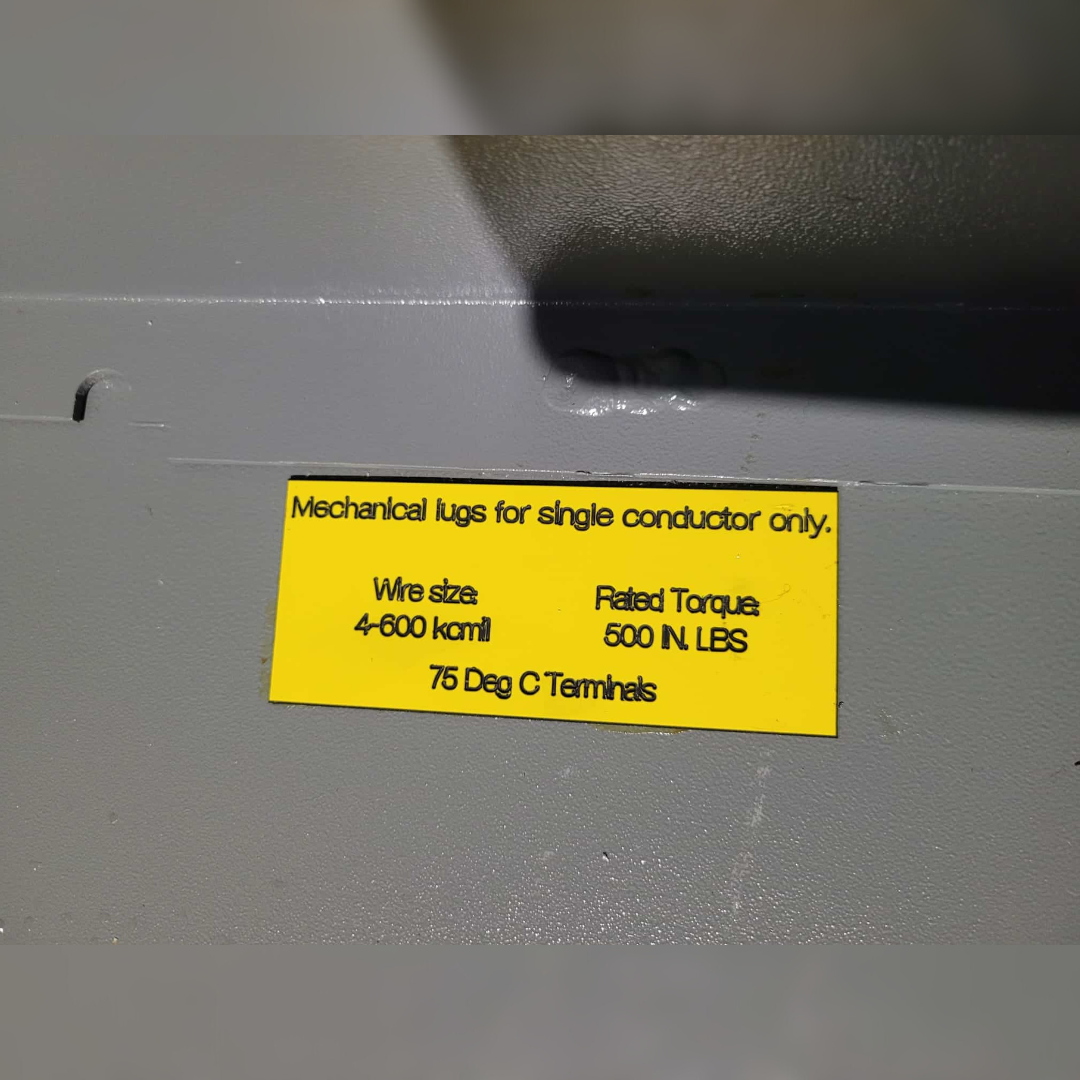 Mechanical lugs for single conductor only.
Wire size:
4-600 kcmil
Rated Torque:
500 IN. LBS
75 Deg C Terminals